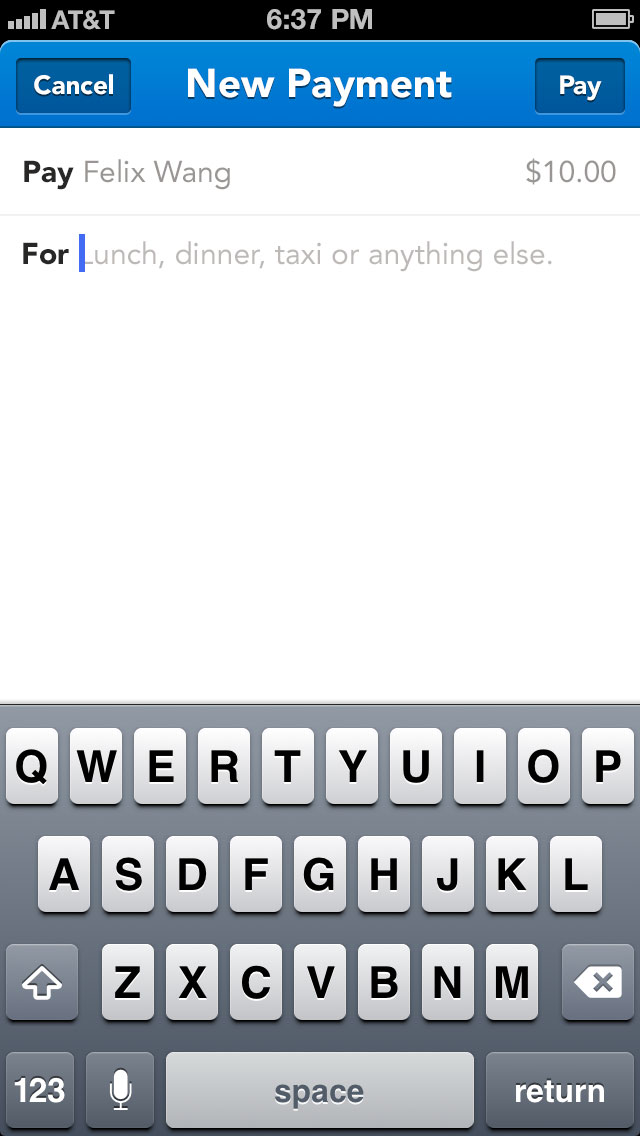 AT&T 6:37 PM
Cancel New Payment Pay
Pay Felix Wang $10.00
For Lunch, dinner, taxi or anything else.
Q W E R T Y U I O P
A S D F G H J K L
Z X C V B N M
123 space return